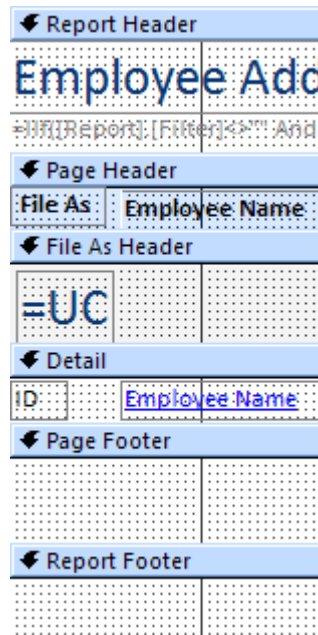 Report Header
Employee Add
=IIf([Report].[Filter]<>"" And
Page Header
File As Employee Name
File As Header
=UC
Detail
ID Employee Name
Page Footer
Report Footer